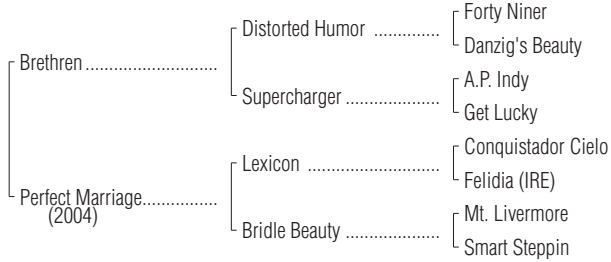 Forty Niner
Distorted Humor ..............
Danzig's Beauty
Brethren ............................
A.P. Indy
Supercharger ....................
Get Lucky
Conquistador Cielo
Lexicon ............................
Felidia (IRE)
Perfect Marriage................
(2004)
Mt. Livermore
Bridle Beauty ....................
Smart Steppin